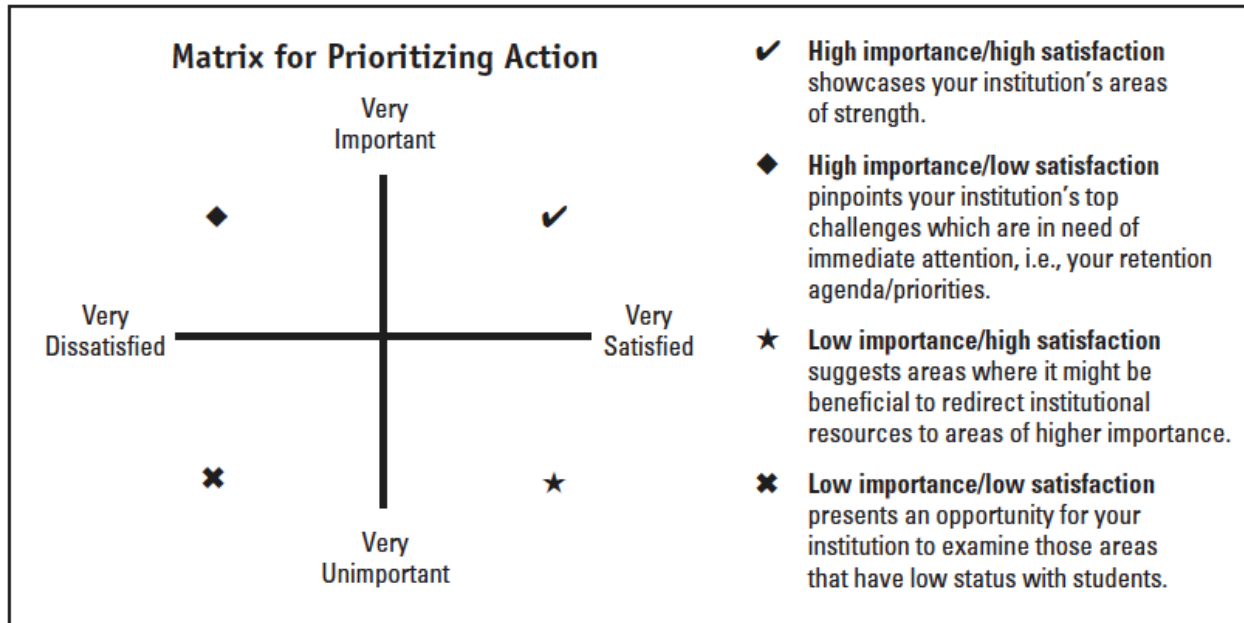 Matrix for Prioritizing Action
Very
Important
Very
Dissatisfied
Very
Satisfied
Very
Unimportant
✔ High importance/high satisfaction
showcases your institution’s areas
of strength.
◆ High importance/low satisfaction
pinpoints your institution’s top
challenges which are in need of
immediate attention, i.e., your retention
agenda/priorities.
★ Low importance/high satisfaction
suggests areas where it might be
beneficial to redirect institutional
resources to areas of higher importance.
✖ Low importance/low satisfaction
presents an opportunity for your
institution to examine those areas
that have low status with students.